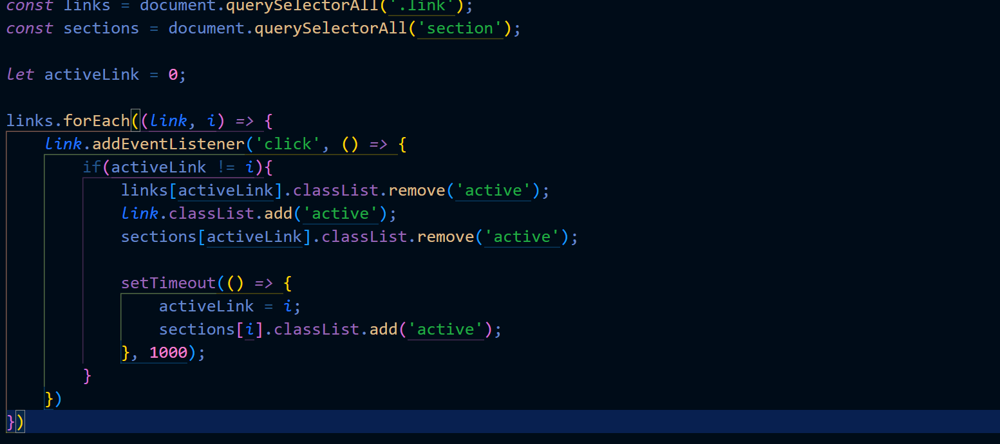 const links = document.querySelectorAll('.link');
const sections = document.querySelectorAll('section');
let activeLink = 0;
links.forEach((link, i) => {
    link.addEventListener('click', () => {
        if(activeLink != i){
            links[activeLink].classList.remove('active');
            link.classList.add('active');
            sections[activeLink].classList.remove('active');
            setTimeout(() => {
                activeLink = i;
                sections[i].classList.add('active');
            }, 1000);
        }
    })
})